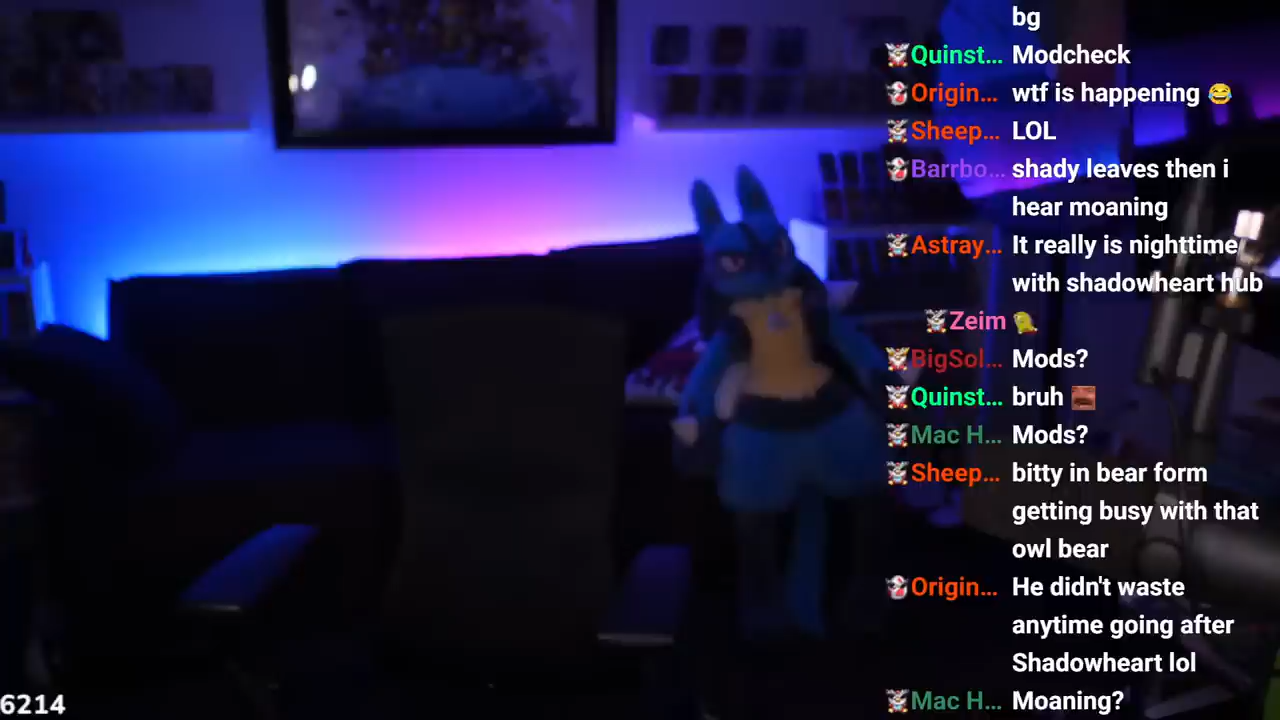 bg
Quinst... Modcheck
Origin... wtf is happening 😂
Sheep... LOL
Barrbo... shady leaves then i
hear moaning
Astray... It really is nighttime
with shadowheart hub
Zeim
BigSol... Mods?
Quinst... bruh
Mac H... Mods?
Sheep... bitty in bear form
getting busy with that
owl bear
Origin... He didn't waste
anytime going after
Shadowheart lol
Mac H... Moaning?
6214